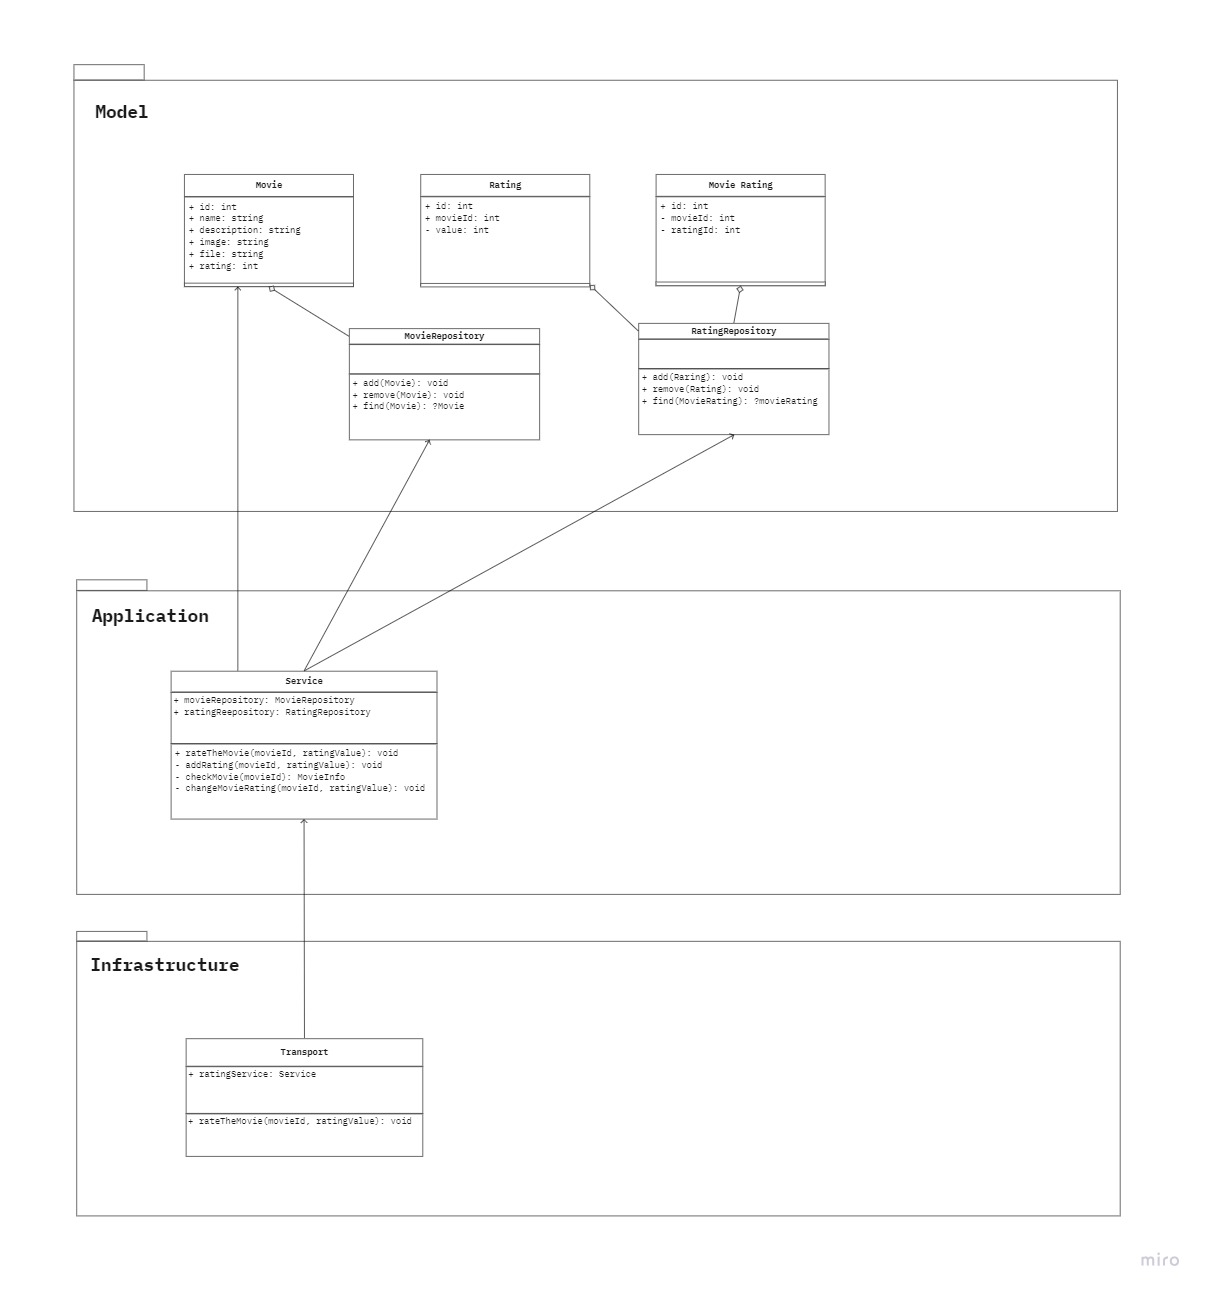 Model
Movie
+ id: int
+ name: string
+ description: string
+ image: string
+ file: string
+ rating: int
Rating
+ id: int
+ movieId: int
- value: int
Movie Rating
+ id: int
- movieId: int
- ratingId: int
MovieRepository
+ add(Movie): void
+ remove(Movie): void
+ find(Movie): ?Movie
RatingRepository
+ add(Raring): void
+ remove(Rating): void
+ find(MovieRating): ?movieRating
Application
Service
+ movieRepository: MovieRepository
+ ratingReepository: RatingRepository
+ rateTheMovie(movieId, ratingValue): void
- addRating(movieId, ratingValue): void
- checkMovie(movieId): MovieInfo
- changeMovieRating(movieId, ratingValue): void
Infrastructure
Transport
+ ratingService: Service
+ rateTheMovie(movieId, ratingValue): void
miro